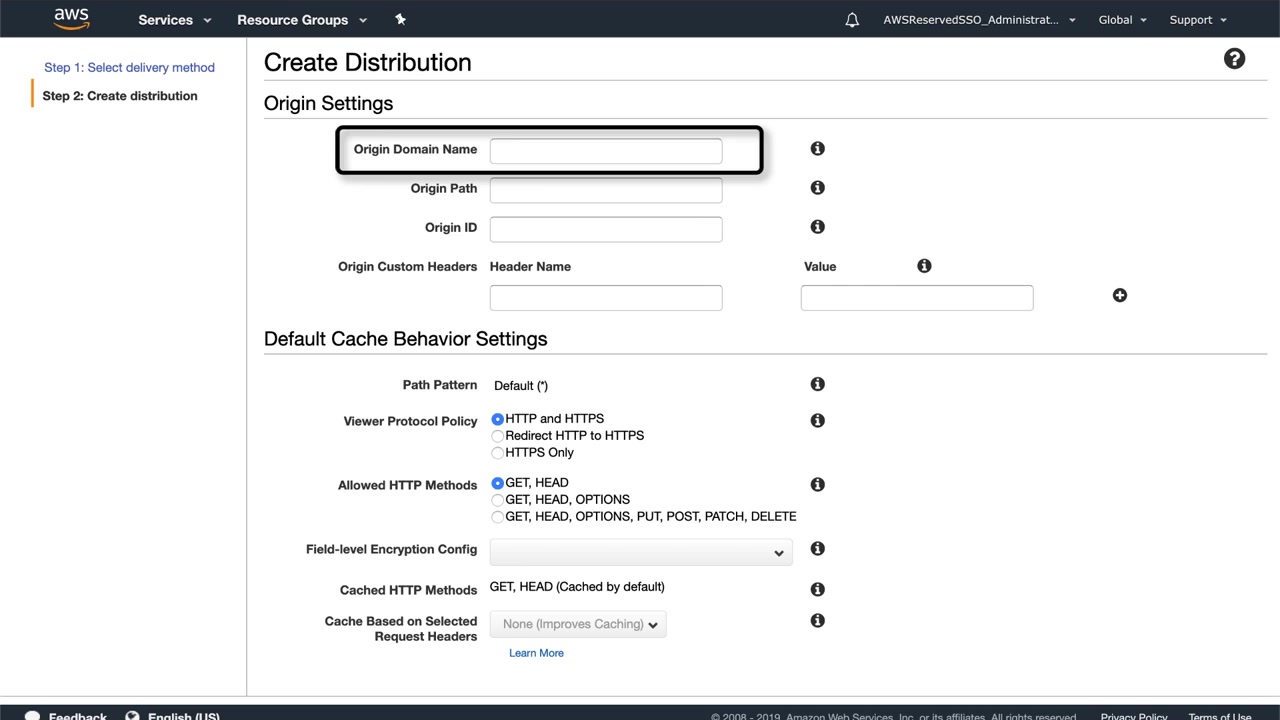 aws Services Resource Groups AWSReservedSSO_Administrat... Global Support
Step 1: Select delivery method
Step 2: Create distribution
Create Distribution
Origin Settings
Origin Domain Name
Origin Path
Origin ID
Origin Custom Headers Header Name Value
Default Cache Behavior Settings
Path Pattern Default (*)
Viewer Protocol Policy HTTP and HTTPS
Redirect HTTP to HTTPS
HTTPS Only
Allowed HTTP Methods GET, HEAD
GET, HEAD, OPTIONS
GET, HEAD, OPTIONS, PUT, POST, PATCH, DELETE
Field-level Encryption Config
Cached HTTP Methods GET, HEAD (Cached by default)
Cache Based on Selected
Request Headers
None (Improves Caching)
Learn More
Feedback English (US) © 2008 - 2019, Amazon Web Services, Inc. or its affiliates. All rights reserved. Privacy Policy Terms of Use